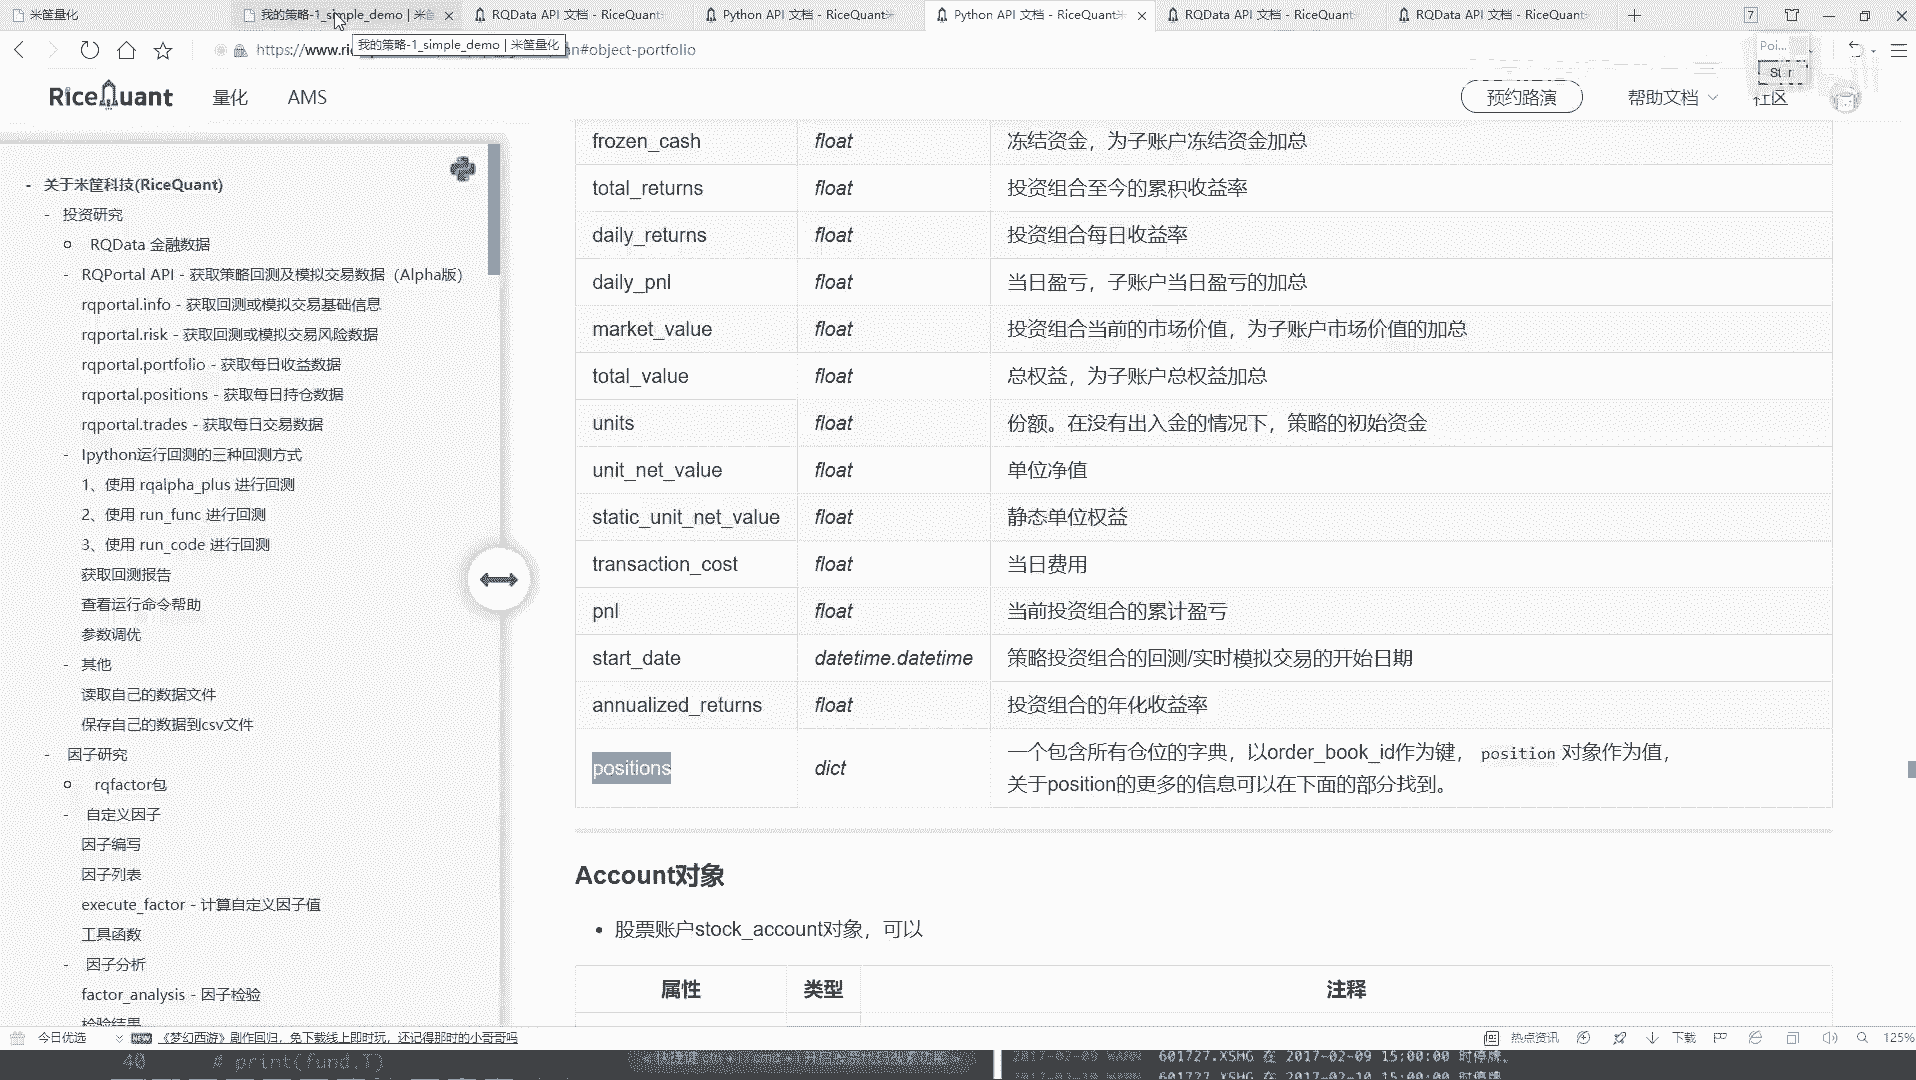 米筐量化
我的策略-1_simple_demo | 米筐
RQData API 文档 - RiceQuant
Python API 文档 - RiceQuant米
Python API 文档 - RiceQuant米
RQData API 文档 - RiceQuant
RQData API 文档 - RiceQuant
7
我的策略-1_simple_demo | 米筐量化
https://www.ri
n#object-portfolio
Poi...
RiceQuant
量化
AMS
预约路演
帮助文档
社区
- 关于米筐科技(RiceQuant)
- 投资研究
RQData 金融数据
- RQPortal API - 获取策略回测及模拟交易数据（Alpha版）
rqportal.info - 获取回测或模拟交易基础信息
rqportal.risk - 获取回测或模拟交易风险数据
rqportal.portfolio - 获取每日收益数据
rqportal.positions - 获取每日持仓数据
rqportal.trades - 获取每日交易数据
- Ipython运行回测的三种回测方式
1、使用 rqalpha_plus 进行回测
2、使用 run_func 进行回测
3、使用 run_code 进行回测
获取回测报告
查看运行命令帮助
参数调优
- 其他
读取自己的数据文件
保存自己的数据到csv文件
- 因子研究
rqfactor包
- 自定义因子
因子编写
因子列表
execute_factor - 计算自定义因子值
工具函数
- 因子分析
factor_analysis - 因子检验
检验结果
frozen_cash float 冻结资金，为子账户冻结资金加总
total_returns float 投资组合至今的累积收益率
daily_returns float 投资组合每日收益率
daily_pnl float 当日盈亏，子账户当日盈亏的加总
market_value float 投资组合当前的市场价值，为子账户市场价值的加总
total_value float 总权益，为子账户总权益加总
units float 份额。在没有出入金的情况下，策略的初始资金
unit_net_value float 单位净值
static_unit_net_value float 静态单位权益
transaction_cost float 当日费用
pnl float 当前投资组合的累计盈亏
start_date datetime.datetime 策略投资组合的回测/实时模拟交易的开始日期
annualized_returns float 投资组合的年化收益率
positions dict 一个包含所有仓位的字典，以order_book_id作为键， position 对象作为值，
关于position的更多的信息可以在下面的部分找到。
Account对象
• 股票账户stock_account对象，可以
属性 类型 注释
今日优选
NEW
《梦幻西游》剧作回归，免下载线上即时玩，还记得那时的小哥哥吗
热点资讯
下载
125%
40 # print(fund.T)
2017-02-09 WARN 601727.XSHG 在 2017-02-09 15:00:00 时停牌。
2017-02-10 WARN 601727.XSHG 在 2017-02-10 15:00:00 时停牌。